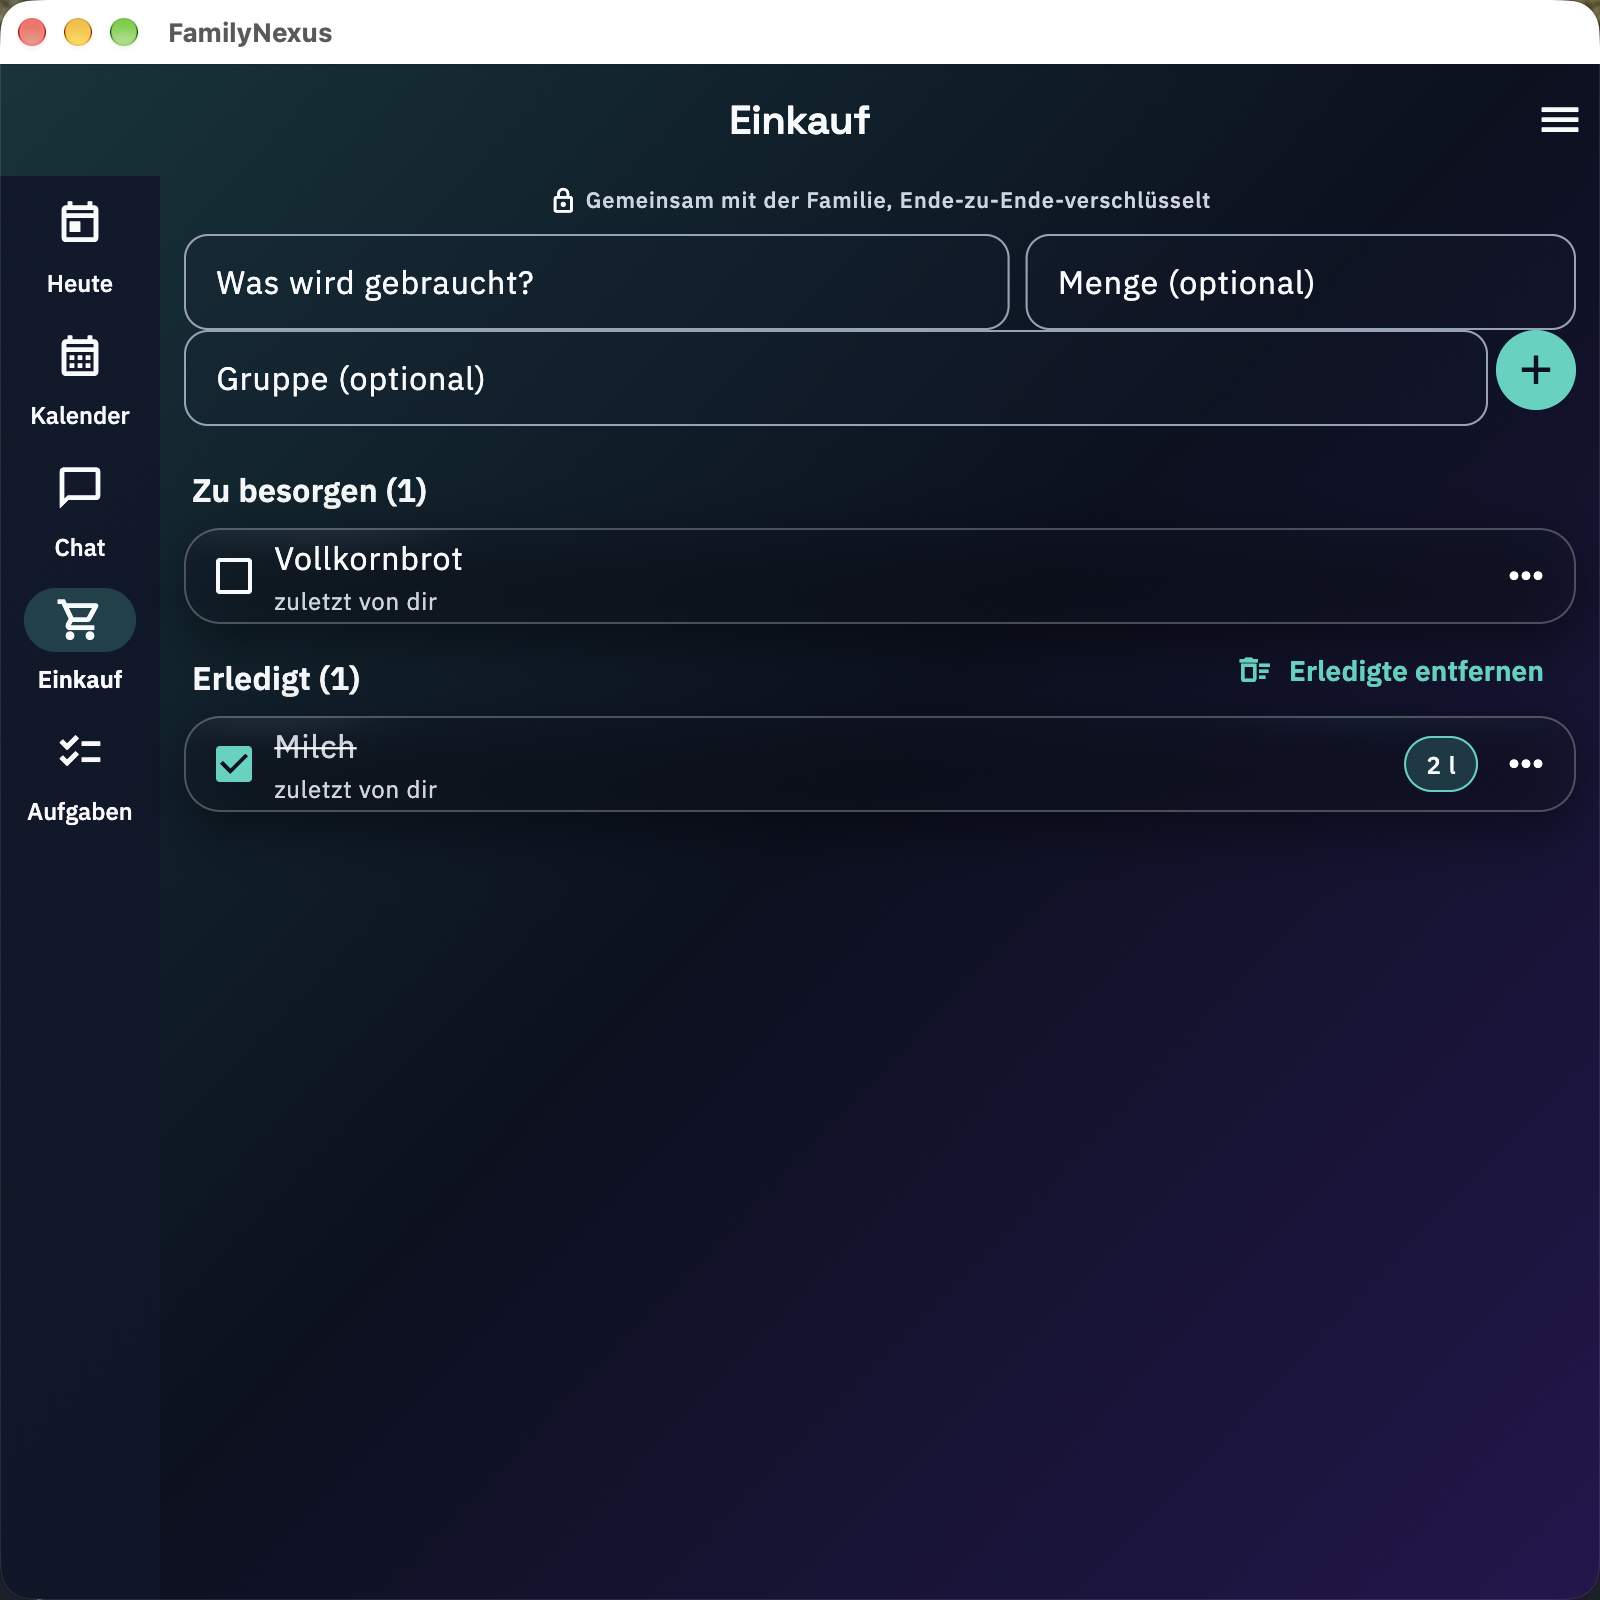 FamilyNexus
Einkauf
Gemeinsam mit der Familie, Ende-zu-Ende-verschlüsselt
Heute
Kalender
Chat
Einkauf
Aufgaben
Was wird gebraucht?
Menge (optional)
Gruppe (optional)
Zu besorgen (1)
Vollkornbrot
zuletzt von dir
Erledigt (1)
Erledigte entfernen
Milch
zuletzt von dir
2 l